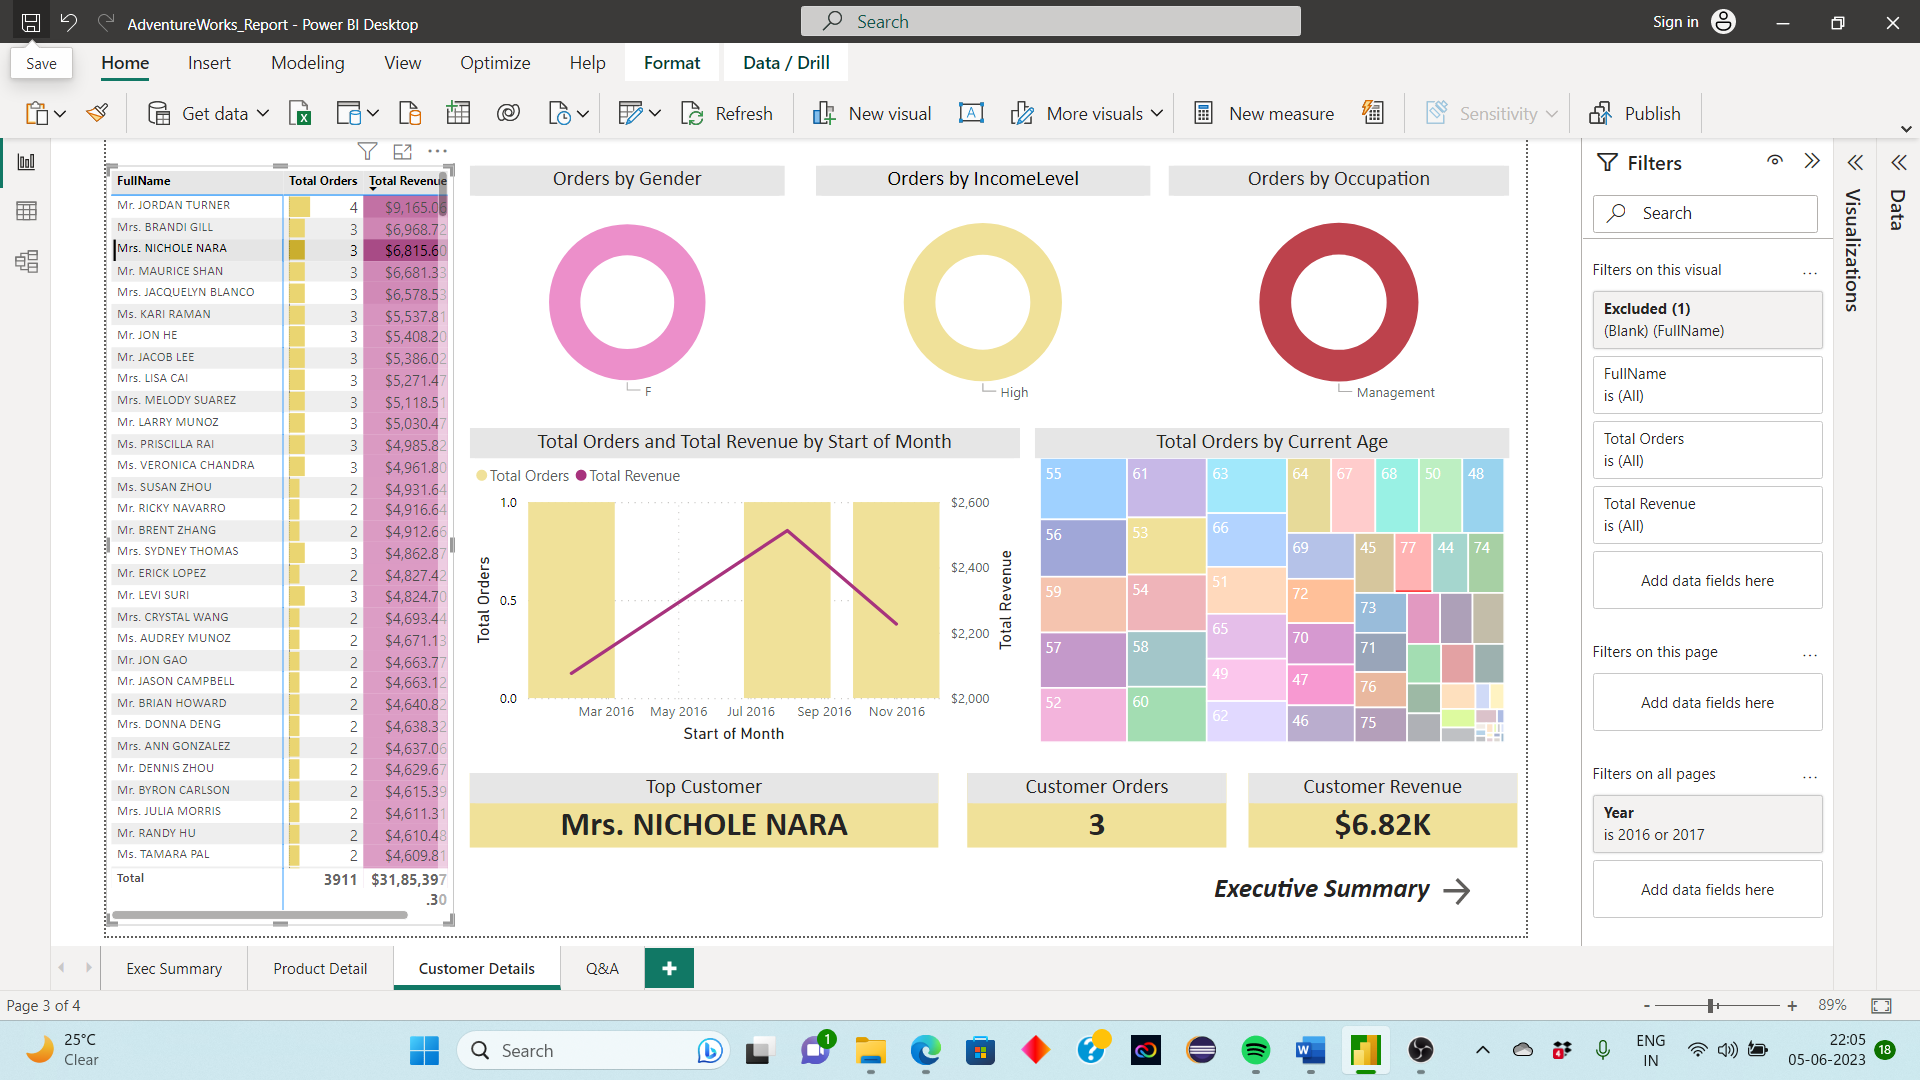 AdventureWorks_Report - Power BI Desktop
Search
Sign in
Save
Home Insert Modeling View Optimize Help Format Data / Drill
Get data Refresh New visual More visuals New measure Sensitivity Publish
FullName Total Orders Total Revenue
Mr. JORDAN TURNER 4 $9,165.06
Mrs. BRANDI GILL 3 $6,968.72
Mrs. NICHOLE NARA 3 $6,815.60
Mr. MAURICE SHAN 3 $6,681.33
Mrs. JACQUELYN BLANCO 3 $6,578.53
Ms. KARI RAMAN 3 $5,537.81
Mr. JON HE 3 $5,408.20
Mr. JACOB LEE 3 $5,386.02
Mrs. LISA CAI 3 $5,271.47
Mrs. MELODY SUAREZ 3 $5,118.51
Mr. LARRY MUNOZ 3 $5,030.47
Ms. PRISCILLA RAI 3 $4,985.82
Ms. VERONICA CHANDRA 3 $4,961.80
Ms. SUSAN ZHOU 2 $4,931.64
Mr. RICKY NAVARRO 2 $4,916.64
Mr. BRENT ZHANG 2 $4,912.66
Mrs. SYDNEY THOMAS 3 $4,862.87
Mr. ERICK LOPEZ 2 $4,827.42
Mr. LEVI SURI 3 $4,824.70
Mrs. CRYSTAL WANG 2 $4,693.44
Ms. AUDREY MUNOZ 2 $4,671.13
Mr. JON GAO 2 $4,663.77
Mr. JASON CAMPBELL 2 $4,663.12
Mr. BRIAN HOWARD 2 $4,640.82
Mrs. DONNA DENG 2 $4,638.32
Mrs. ANN GONZALEZ 2 $4,637.06
Mr. DENNIS ZHOU 2 $4,629.67
Mr. BYRON CARLSON 2 $4,615.39
Mrs. JULIA MORRIS 2 $4,611.31
Mr. RANDY HU 2 $4,610.48
Ms. TAMARA PAL 2 $4,609.81
Total 3911 $31,85,397
.30
Orders by Gender
F
Orders by IncomeLevel
High
Orders by Occupation
Management
Total Orders and Total Revenue by Start of Month
Total Orders Total Revenue
Total Orders
1.0
0.5
0.0
$2,600
$2,400
$2,200
$2,000
Total Revenue
Mar 2016 May 2016 Jul 2016 Sep 2016 Nov 2016
Start of Month
Total Orders by Current Age
55 61 63 64 67 68 50 48
56 53 66 69 45 77 44 74
59 54 51 72 73
57 58 65 70 71
52 60 49 47 76
62 46 75
Top Customer
Mrs. NICHOLE NARA
Customer Orders
3
Customer Revenue
$6.82K
Executive Summary
Filters
Search
Filters on this visual ...
Excluded (1)
(Blank) (FullName)
FullName
is (All)
Total Orders
is (All)
Total Revenue
is (All)
Add data fields here
Filters on this page ...
Add data fields here
Filters on all pages ...
Year
is 2016 or 2017
Add data fields here
Visualizations
Data
Exec Summary Product Detail Customer Details Q&A +
Page 3 of 4
- + 89%
25°C
Clear
Search
1
4
ENG
IN
22:05
05-06-2023
18